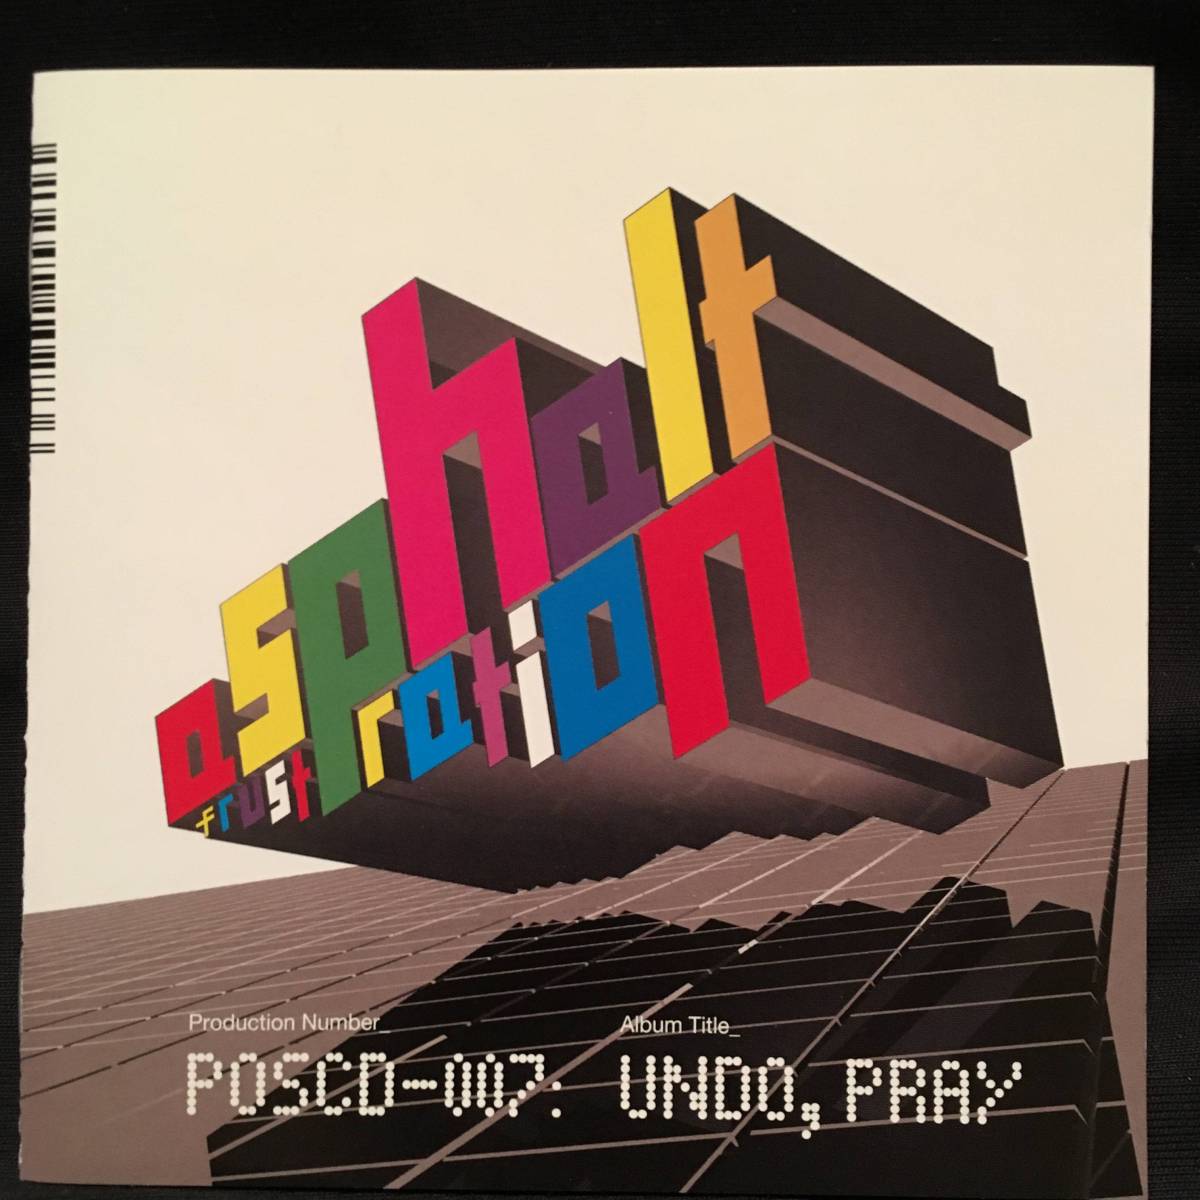 asphalt
frustration
Production Number_
Album Title_
POSCD-007: UNDO, PRAY